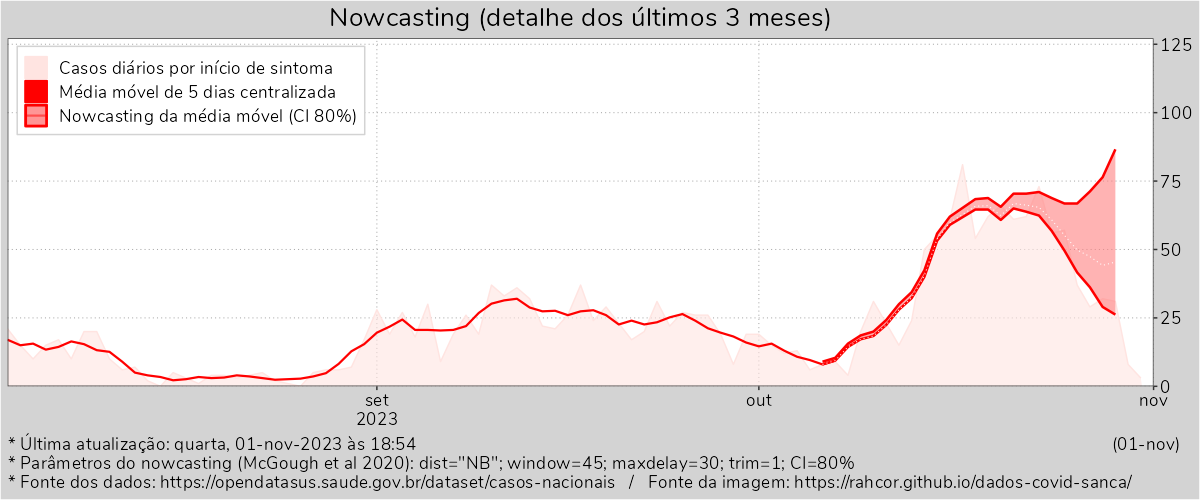 Nowcasting (detalhe dos últimos 3 meses)
Casos diários por início de sintoma
Média móvel de 5 dias centralizada
Nowcasting da média móvel (CI 80%)
125
100
75
50
25
0
set
2023
out
nov
* Última atualização: quarta, 01-nov-2023 às 18:54
(01-nov)
* Parâmetros do nowcasting (McGough et al 2020): dist="NB"; window=45; maxdelay=30; trim=1; CI=80%
* Fonte dos dados: https://opendatasus.saude.gov.br/dataset/casos-nacionais / Fonte da imagem: https://rahcor.github.io/dados-covid-sanca/